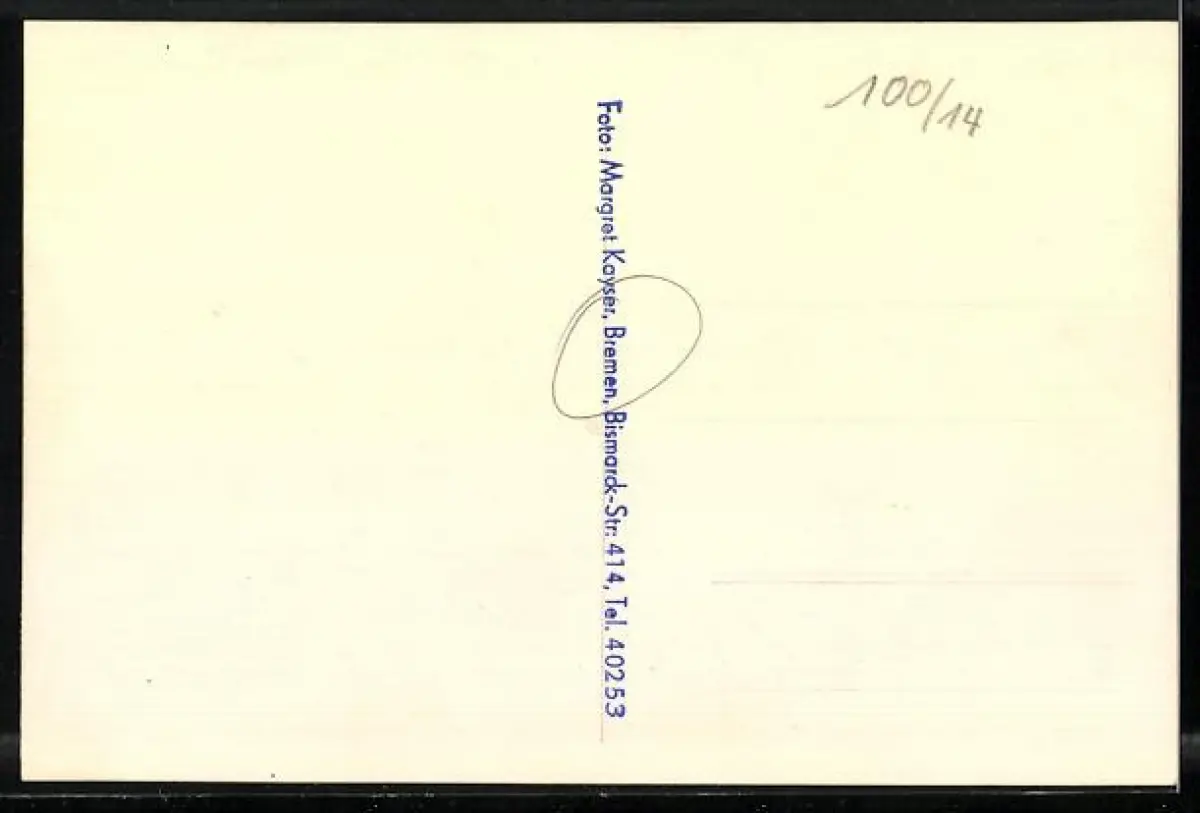 100/14
Foto: Margret Kayser, Bremen, Bismarck-Str. 414, Tel. 40253